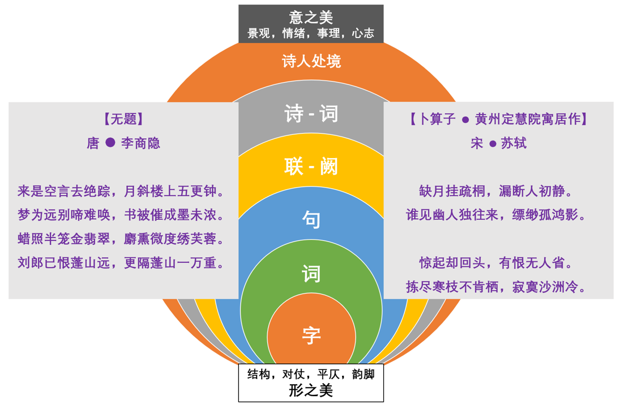 意之美
景观，情绪，事理，心志
诗人处境
诗 - 词
联 - 阙
句
词
字
结构，对仗，平仄，韵脚
形之美
【无题】
唐 ● 李商隐
来是空言去绝踪，月斜楼上五更钟。
梦为远别啼难唤，书被催成墨未浓。
蜡照半笼金翡翠，麝熏微度绣芙蓉。
刘郎已恨蓬山远，更隔蓬山一万重。
【卜算子 ● 黄州定慧院寓居作】
宋 ● 苏轼
缺月挂疏桐，漏断人初静。
谁见幽人独往来，缥缈孤鸿影。
惊起却回头，有恨无人省。
拣尽寒枝不肯栖，寂寞沙洲冷。